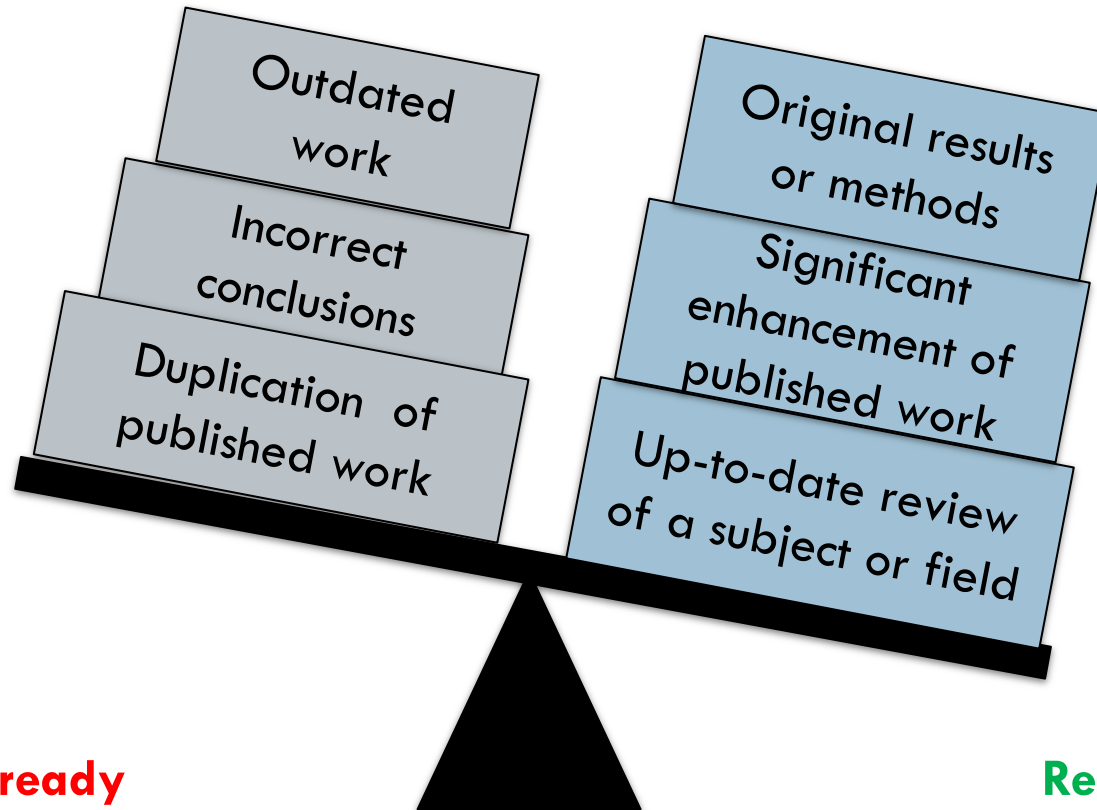 Outdated
work
Incorrect
conclusions
Duplication of
published work
Original results
or methods
Significant
enhancement of
published work
Up-to-date review
of a subject or field
ready
Re